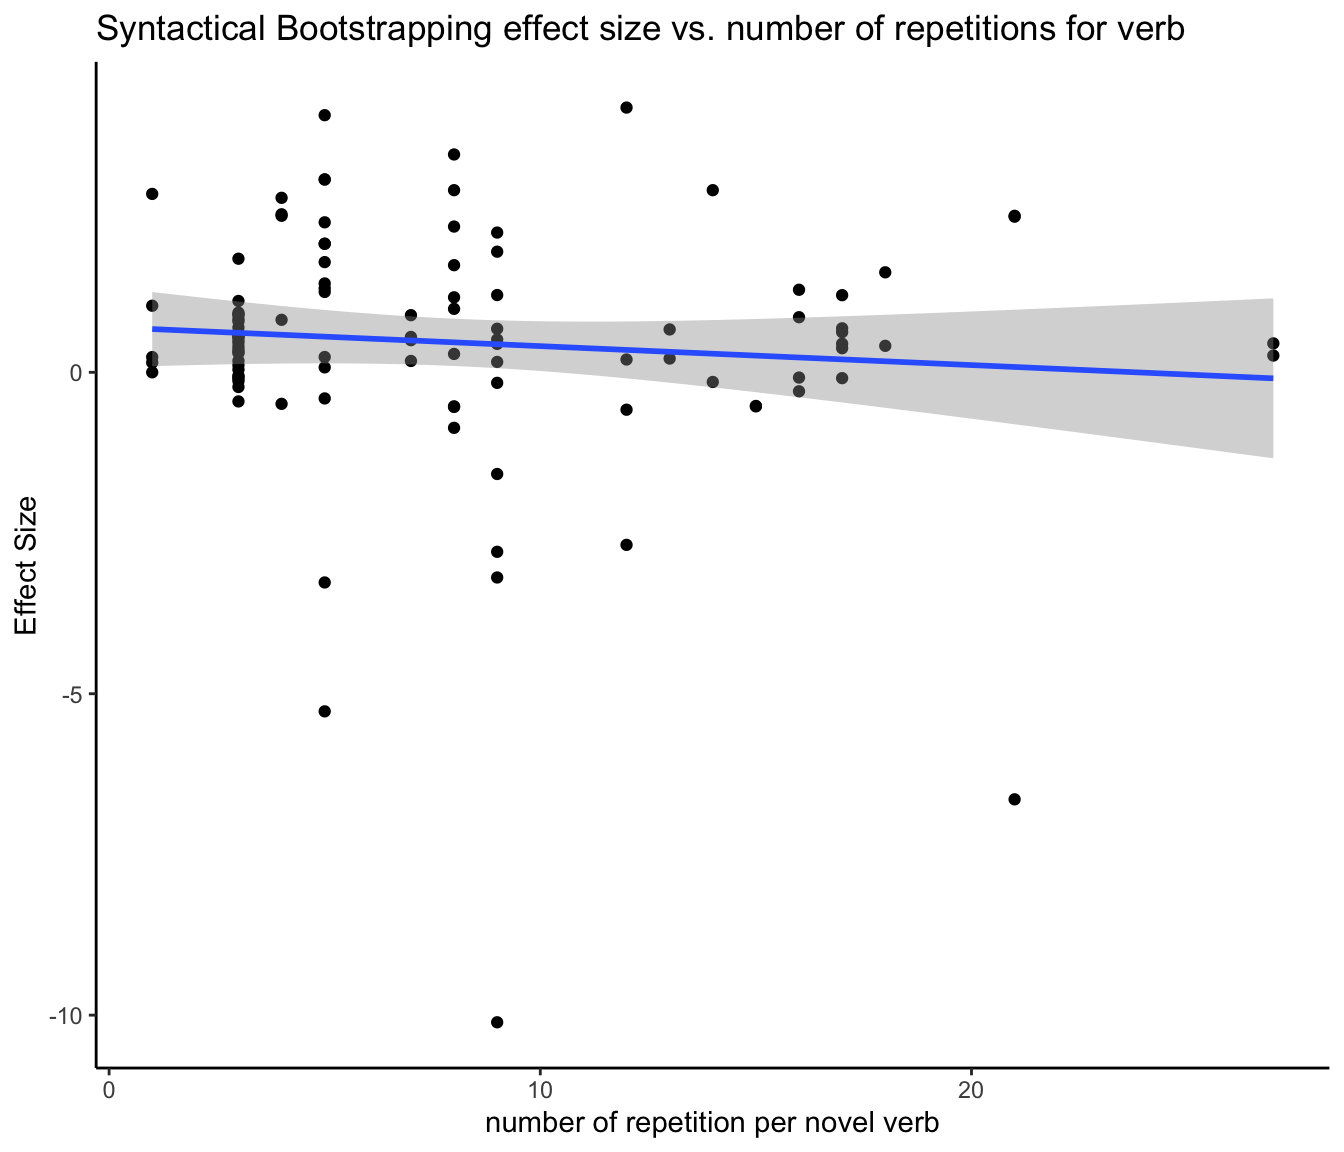 Syntactical Bootstrapping effect size vs. number of repetitions for verb
Effect Size
0
-5
-10
0 10 20
number of repetition per novel verb